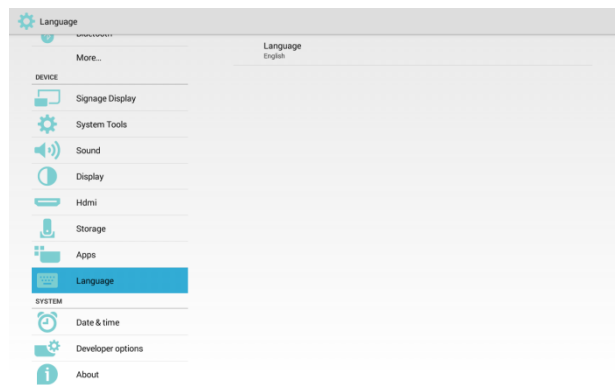 Language
Bluetooth
More...
DEVICE
Signage Display
System Tools
Sound
Display
Hdmi
Storage
Apps
Language
SYSTEM
Date & time
Developer options
About
Language
English